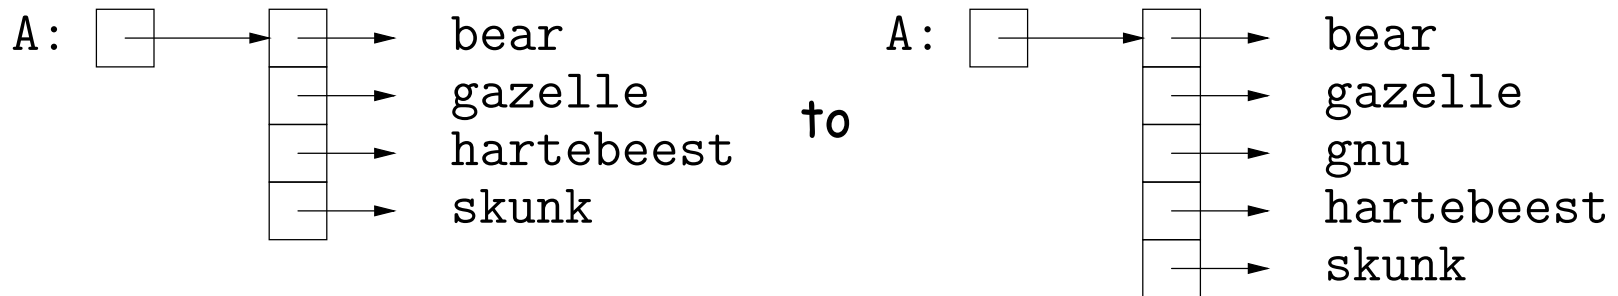 A: bear A: bear
gazelle gazelle
to
hartebeest gnu
skunk hartebeest
skunk